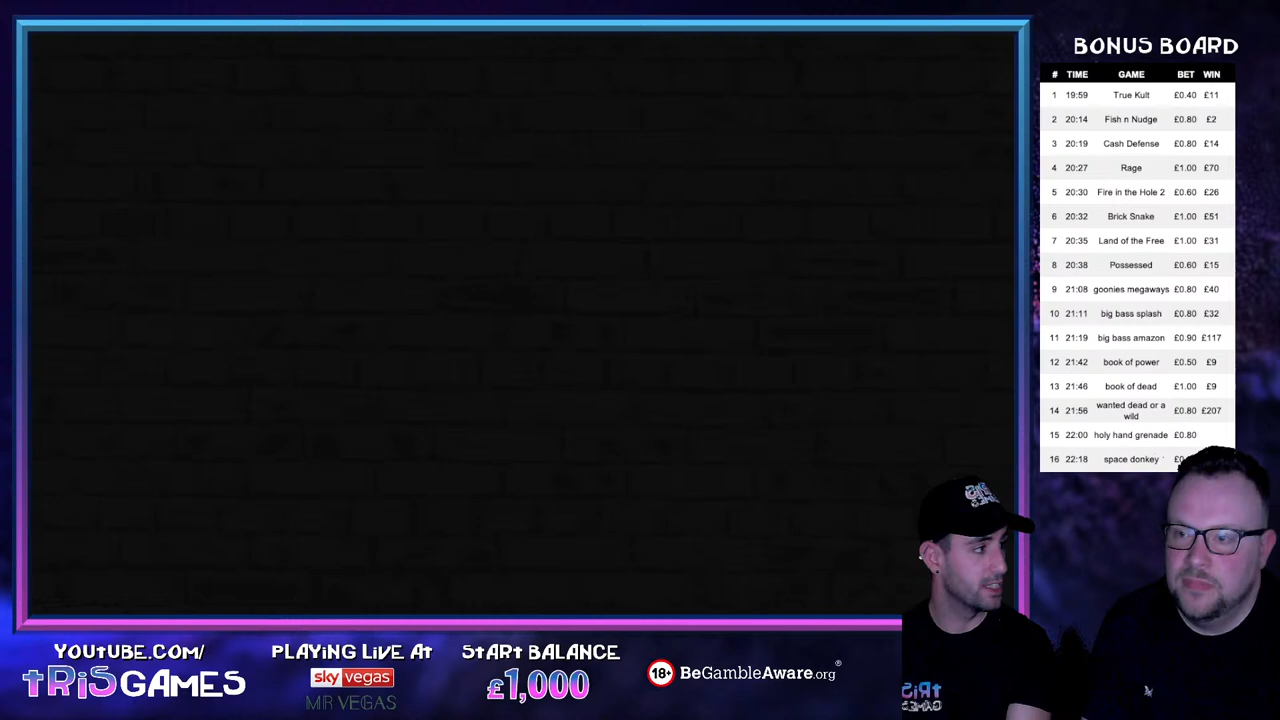 BONUS BOARD
# TIME GAME BET WIN
1 19:59 True Kult £0.40 £11
2 20:14 Fish n Nudge £0.80 £2
3 20:19 Cash Defense £0.80 £14
4 20:27 Rage £1.00 £70
5 20:30 Fire in the Hole 2 £0.60 £26
6 20:32 Brick Snake £1.00 £51
7 20:35 Land of the Free £1.00 £31
8 20:38 Possessed £0.60 £15
9 21:08 goonies megaways £0.80 £40
10 21:11 big bass splash £0.80 £32
11 21:19 big bass amazon £0.90 £117
12 21:42 book of power £0.50 £9
13 21:46 book of dead £1.00 £9
14 21:56 wanted dead or a wild £0.80 £207
15 22:00 holy hand grenade £0.80
16 22:18 space donkey
YOUTUBE.COM/
tRiSGAMES
PLAYING LIVE AT
sky vegas
MR VEGAS
StARt BALANCE
£1,000
18+ BeGambleAware.org®